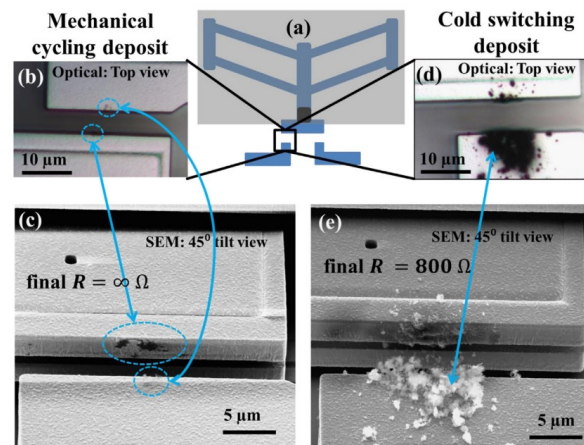 Mechanical
cycling deposit
(a)
Cold switching
deposit
(b)
Optical: Top view
10 µm
(d)
Optical: Top view
10 µm
(c)
SEM: 45⁰ tilt view
final R = ∞ Ω
5 µm
(e)
SEM: 45⁰ tilt view
final R = 800 Ω
5 µm